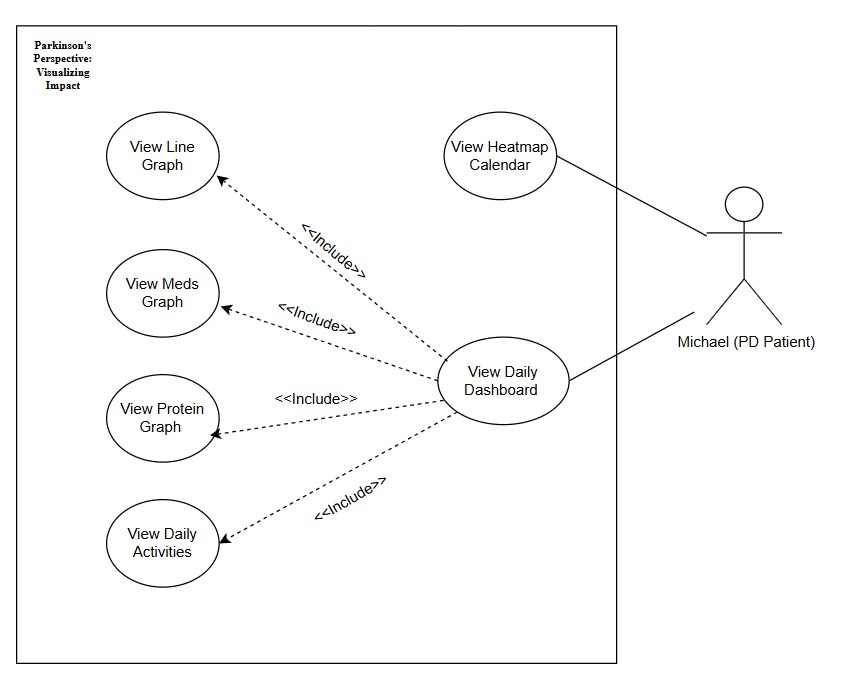 Parkinson's
Perspective:
Visualizing
Impact
View Line
Graph
View Heatmap
Calendar
<<Include>>
View Meds
Graph
<<Include>>
Michael (PD Patient)
View Daily
Dashboard
View Protein
Graph
<<Include>>
<<Include>>
View Daily
Activities